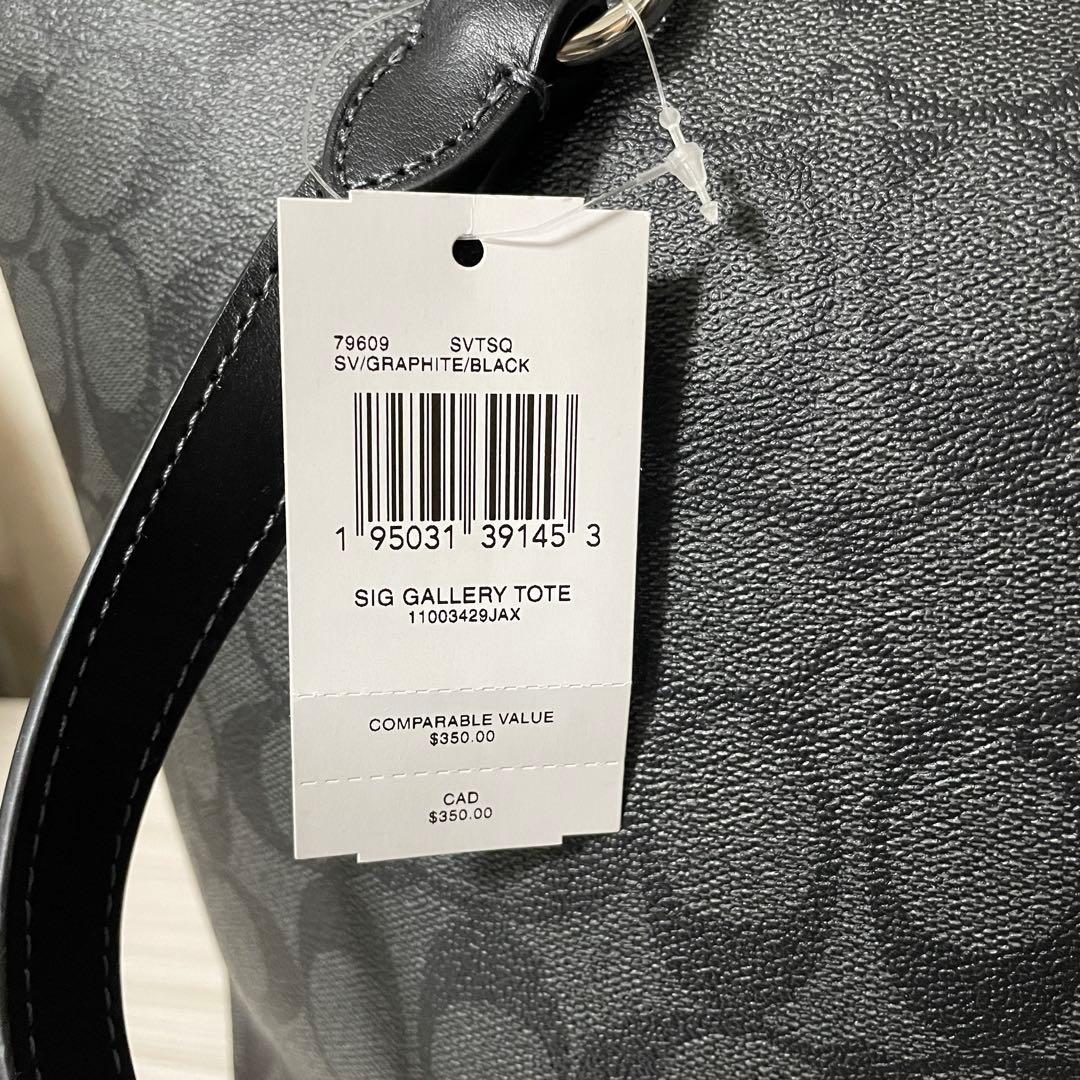 79609 SVTSQ
SV/GRAPHITE/BLACK
1 95031 39145 3
SIG GALLERY TOTE
11003429JAX
COMPARABLE VALUE
$350.00
CAD
$350.00